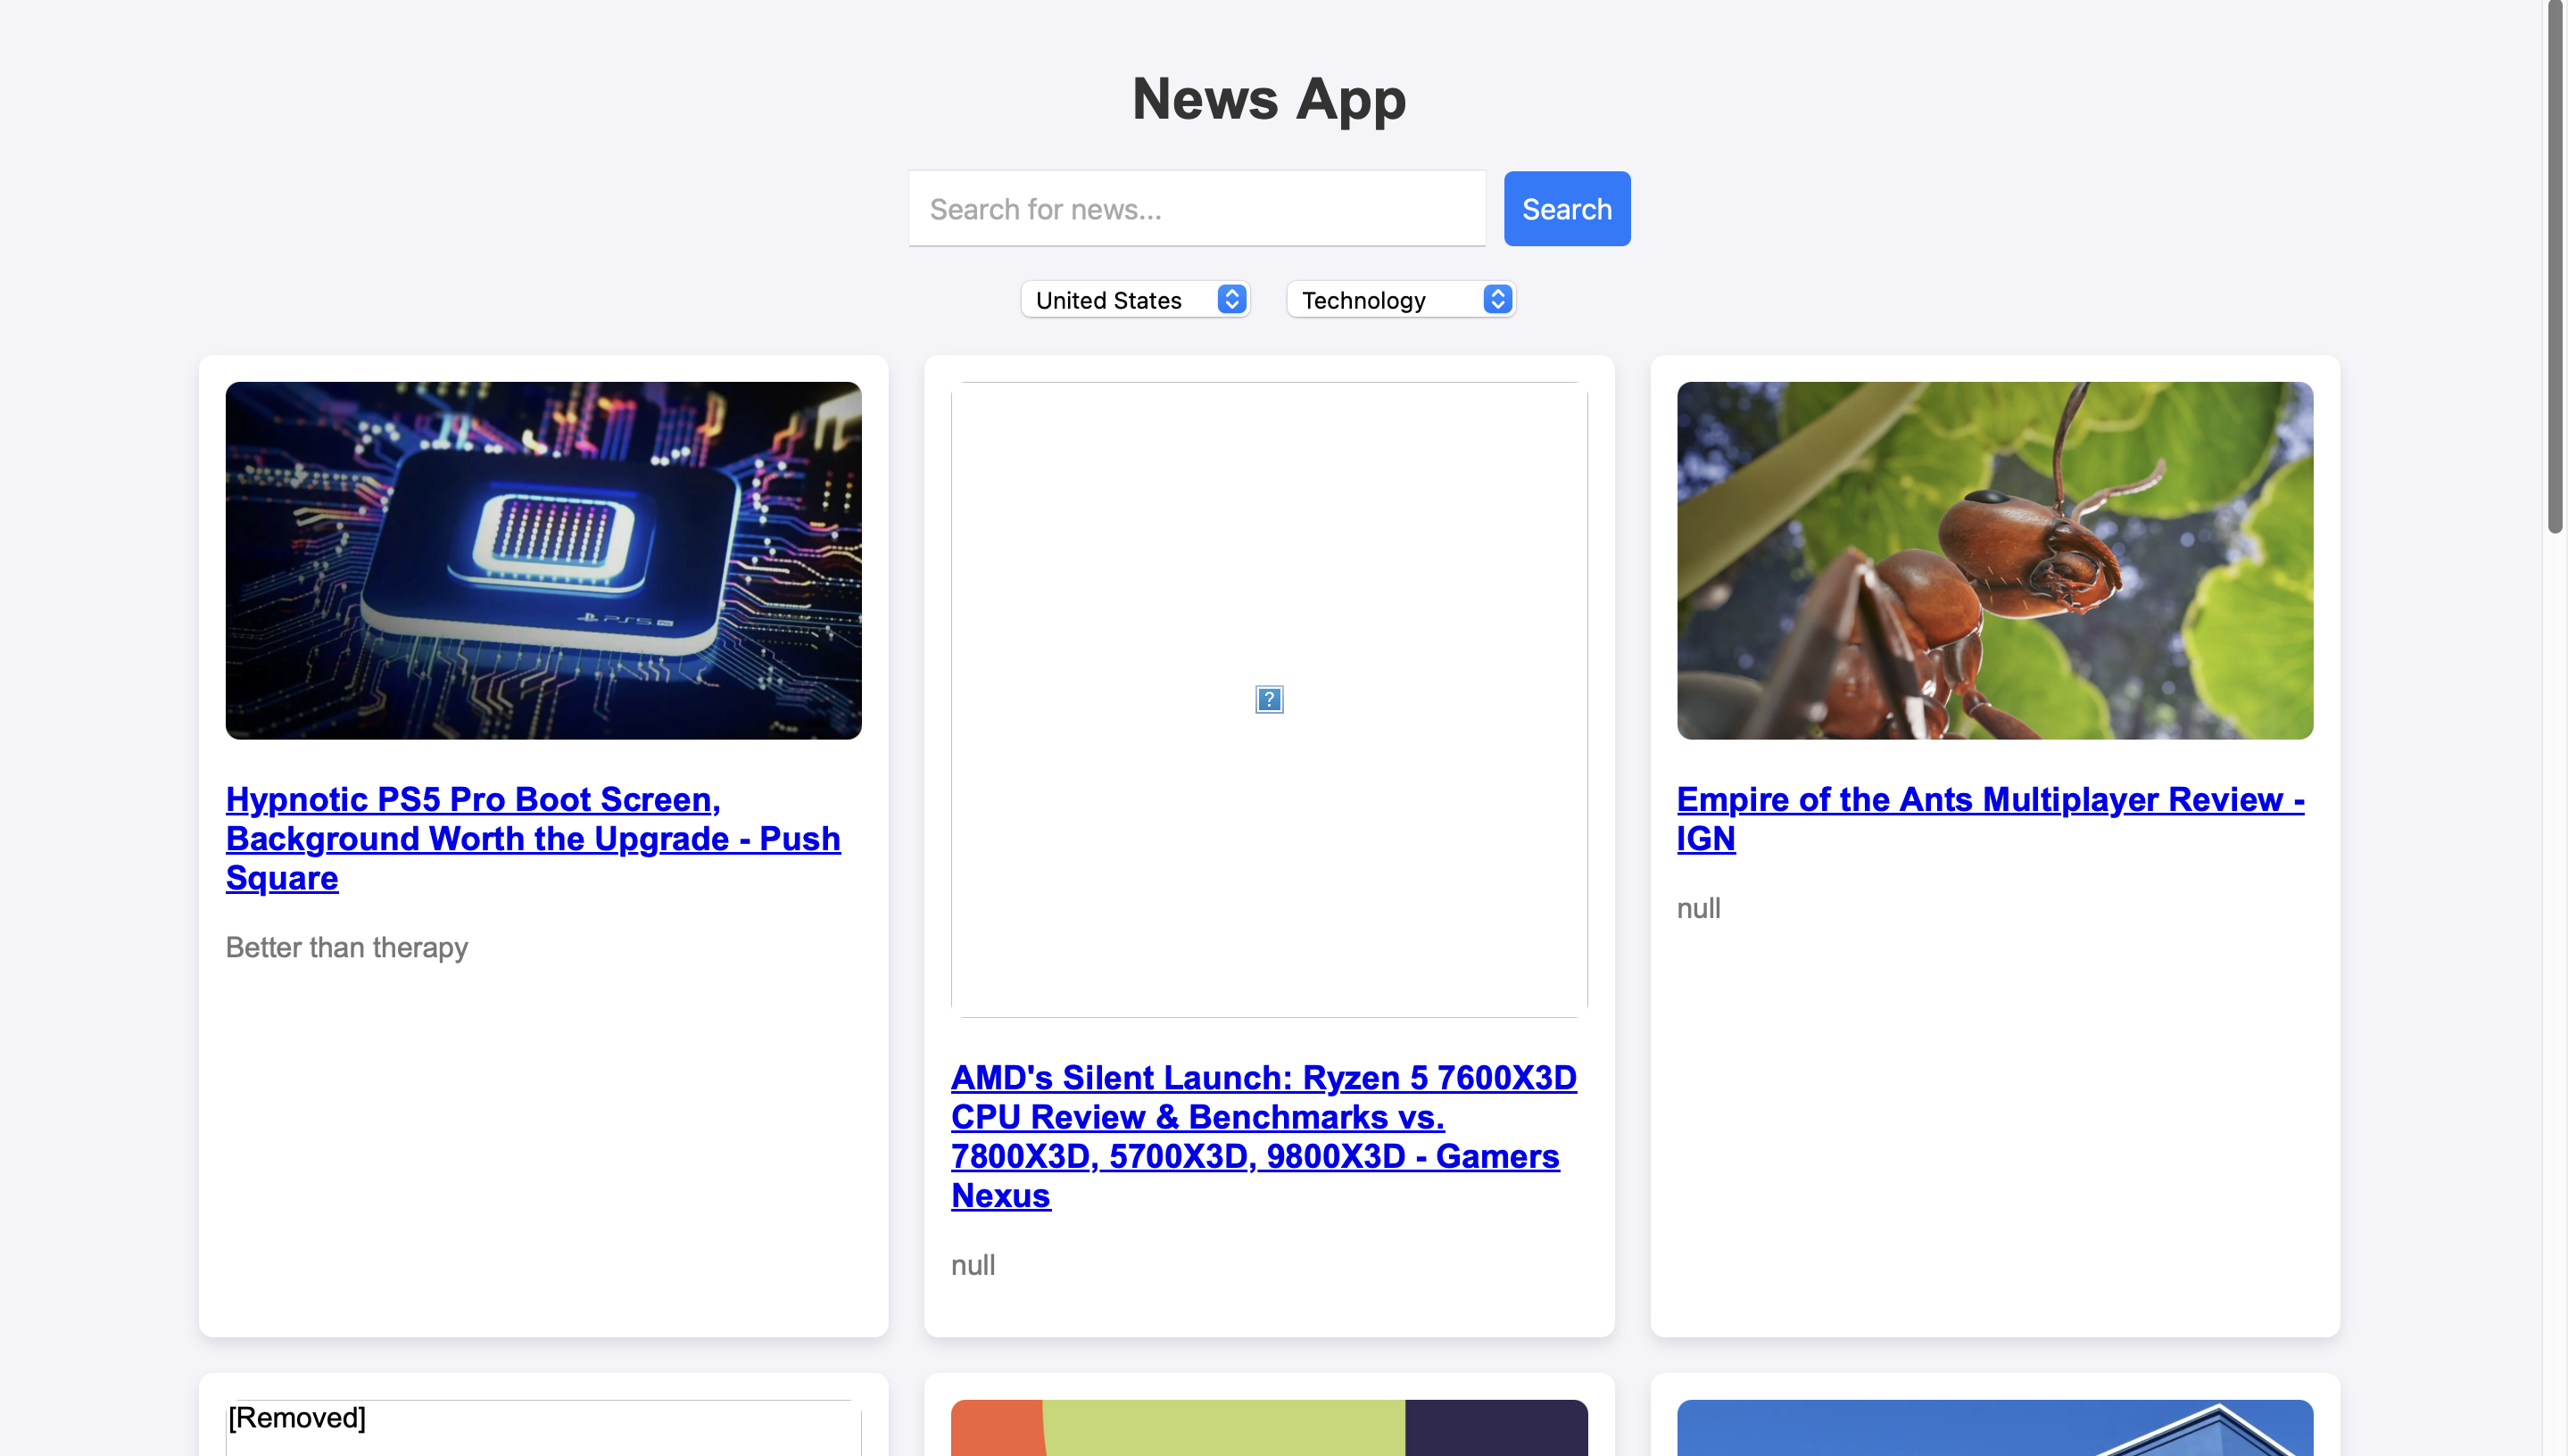 News App
Search for news...
Search
United States
Technology
PS5
Hypnotic PS5 Pro Boot Screen,
Background Worth the Upgrade - Push
Square
Better than therapy
?
AMD's Silent Launch: Ryzen 5 7600X3D
CPU Review & Benchmarks vs.
7800X3D, 5700X3D, 9800X3D - Gamers
Nexus
null
Empire of the Ants Multiplayer Review -
IGN
null
[Removed]